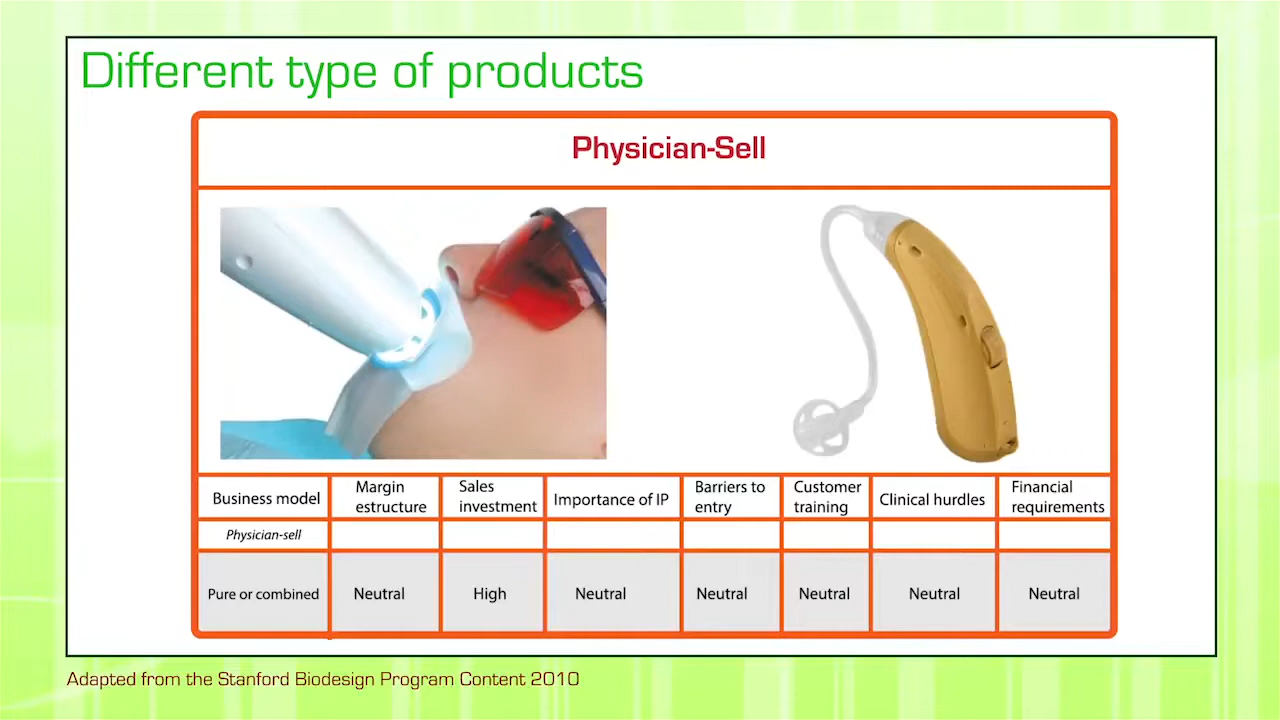 Different type of products
Physician-Sell
Business model
Margin
estructure
Sales
investment
Importance of IP
Barriers to
entry
Customer
training
Clinical hurdles
Financial
requirements
Physician-sell
Pure or combined
Neutral
High
Neutral
Neutral
Neutral
Neutral
Neutral
Adapted from the Stanford Biodesign Program Content 2010